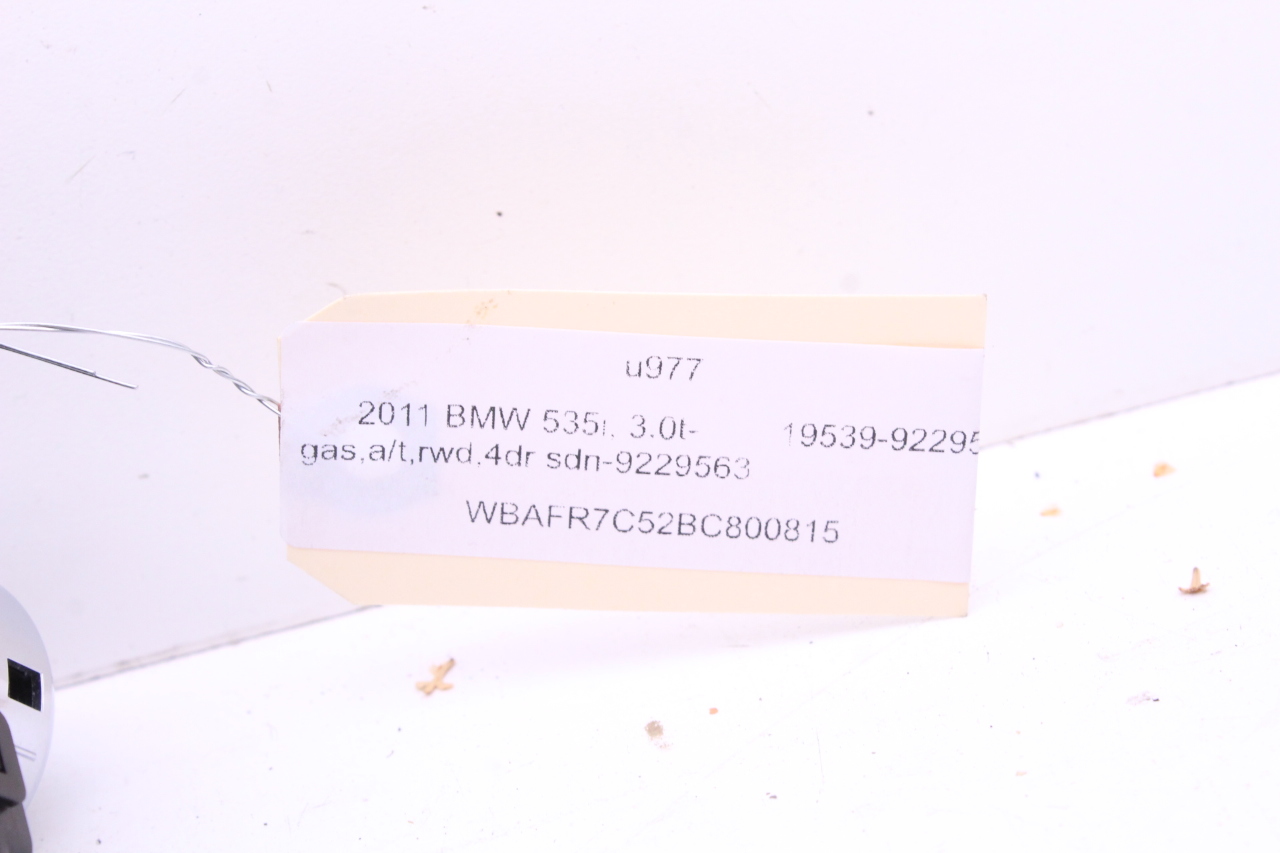 u977
2011 BMW 535i, 3.0t- 19539-92295
gas,a/t,rwd,4dr sdn-9229563
WBAFR7C52BC800815